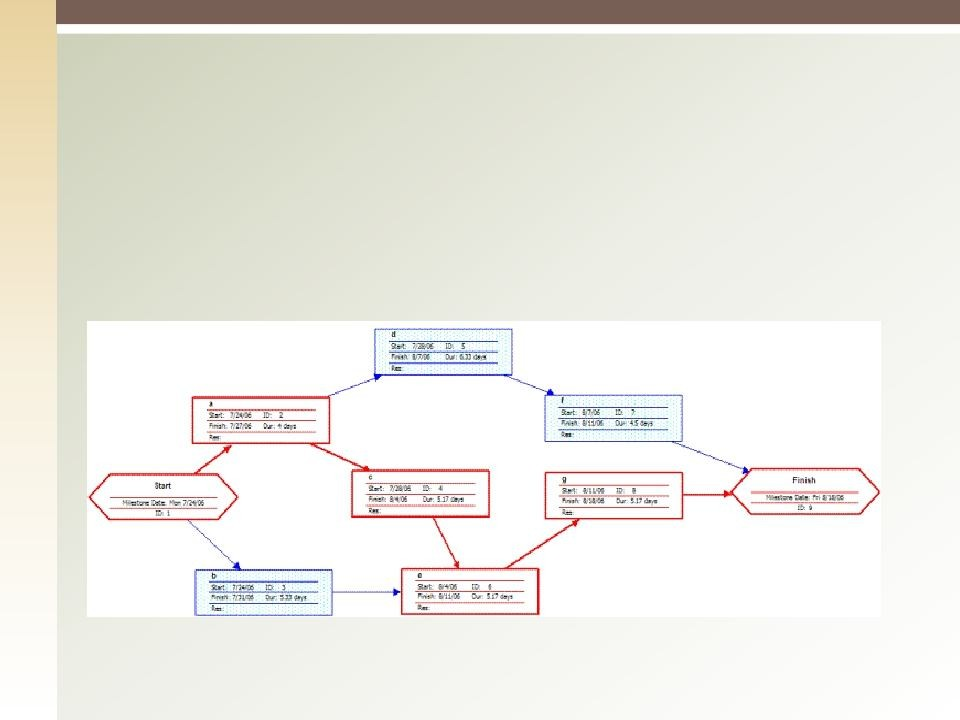 d
Start: 7/28/06 ID: 5
Finish: 8/7/06 Dur: 6.33 days
Res:
a
Start: 7/24/06 ID: 2
Finish: 7/27/06 Dur: 4 days
Res:
f
Start: 8/7/06 ID: 7
Finish: 8/11/06 Dur: 4.5 days
Res:
Start
Milestone Date: Mon 7/24/06
ID: 1
c
Start: 7/28/06 ID: 4
Finish: 8/4/06 Dur: 5.17 days
Res:
g
Start: 8/11/06 ID: 8
Finish: 8/18/06 Dur: 5.17 days
Res:
Finish
Milestone Date: Fri 8/18/06
ID: 9
b
Start: 7/24/06 ID: 3
Finish: 7/31/06 Dur: 5.33 days
Res:
e
Start: 8/4/06 ID: 6
Finish: 8/11/06 Dur: 5.17 days
Res: